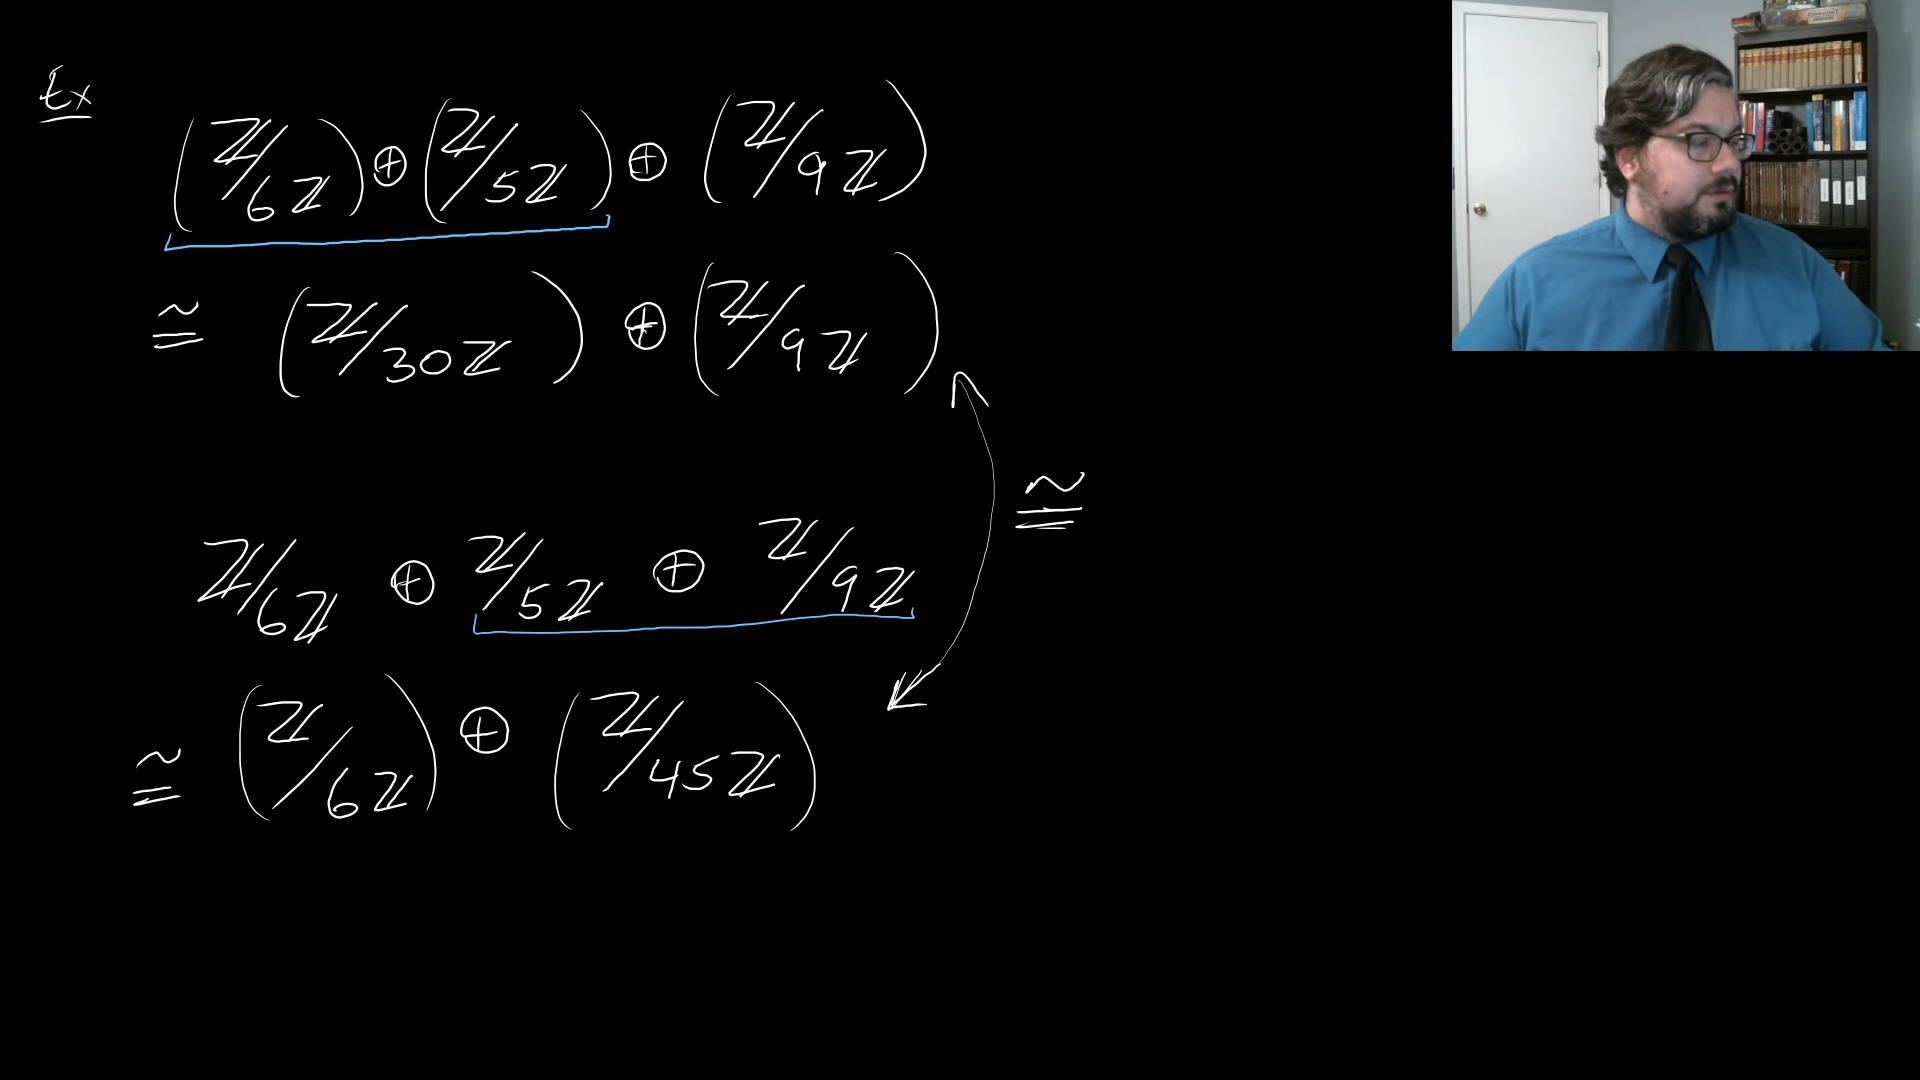 Ex
(ℤ/6ℤ) ⊕ (ℤ/5ℤ) ⊕ (ℤ/9ℤ)
≅ (ℤ/30ℤ) ⊕ (ℤ/9ℤ)
≅
ℤ/6ℤ ⊕ ℤ/5ℤ ⊕ ℤ/9ℤ
≅ (ℤ/6ℤ) ⊕ (ℤ/45ℤ)